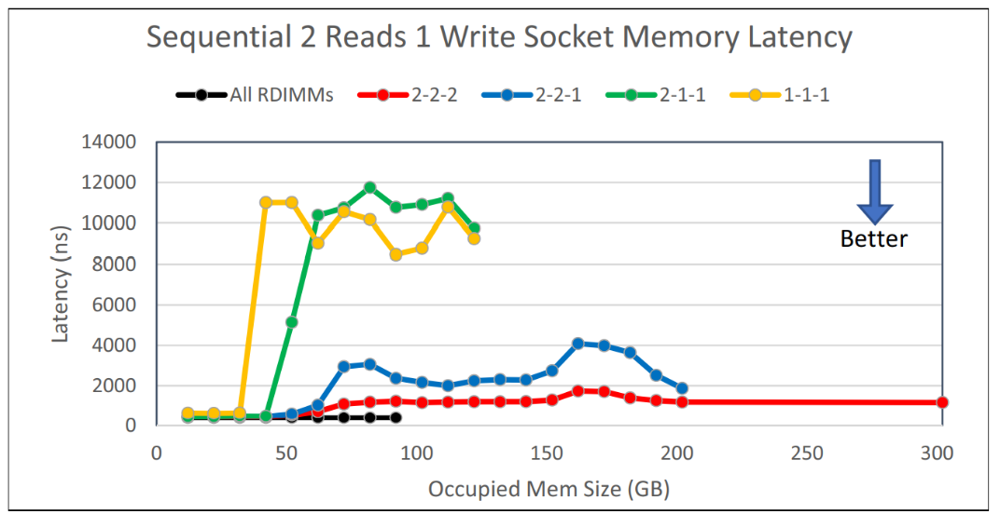 Sequential 2 Reads 1 Write Socket Memory Latency
All RDIMMs 2-2-2 2-2-1 2-1-1 1-1-1
14000
12000
10000
8000
6000
4000
2000
0
Latency (ns)
Better
0 50 100 150 200 250 300
Occupied Mem Size (GB)